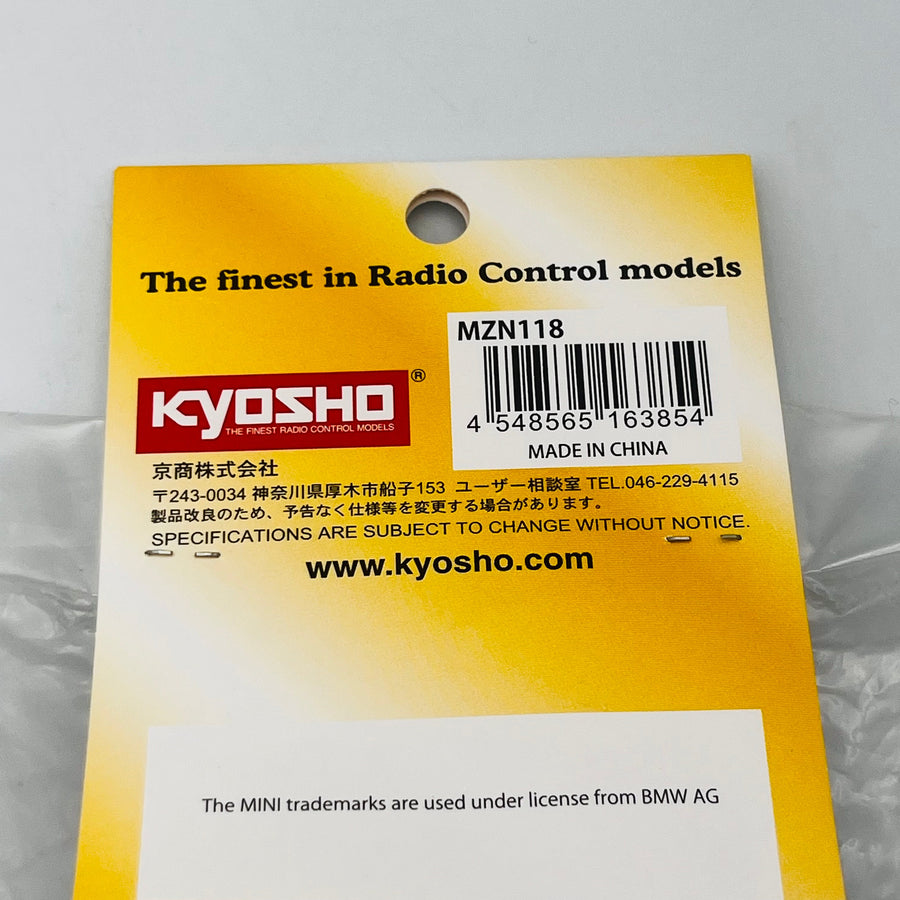 The finest in Radio Control models
MZN118
4 548565 163854
MADE IN CHINA
KYOSHO®
THE FINEST RADIO CONTROL MODELS
京商株式会社
〒243-0034 神奈川県厚木市船子153 ユーザー相談室 TEL.046-229-4115
製品改良のため、予告なく仕様等を変更する場合があります。
SPECIFICATIONS ARE SUBJECT TO CHANGE WITHOUT NOTICE.
www.kyosho.com
The MINI trademarks are used under license from BMW AG